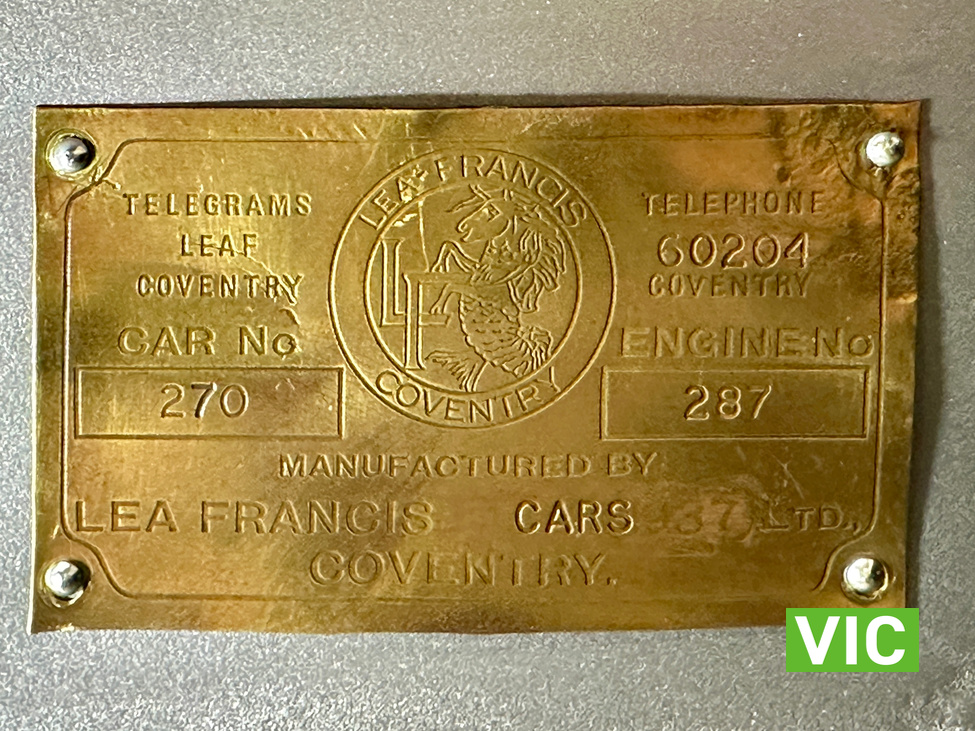 TELEGRAMS
LEAF
COVENTRY
LEA-FRANCIS
LF
COVENTRY
TELEPHONE
60204
COVENTRY
CAR No
270
ENGINE No
287
MANUFACTURED BY
LEA FRANCIS CARS LTD.,
COVENTRY.
VIC